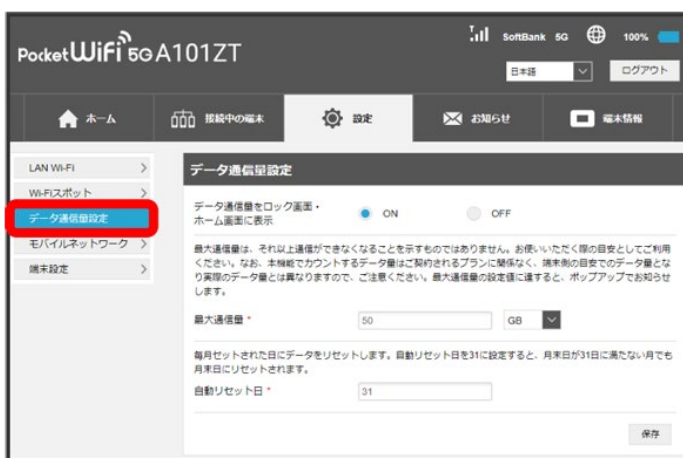 Pocket WiFi 5G A101ZT
SoftBank 5G 100%
日本語 ログアウト
ホーム 接続中の端末 設定 お知らせ 端末情報
LAN Wi-Fi
Wi-Fiスポット
データ通信量設定
モバイルネットワーク
端末設定
データ通信量設定
データ通信量をロック画面・
ホーム画面に表示
ON OFF
最大通信量は、それ以上通信ができなくなることを示すものではありません。お使いいただく際の目安としてご利用
ください。なお、本機能でカウントするデータ量はご契約されるプランに関係なく、端末側の目安でのデータ量とな
り実際のデータ量とは異なりますので、ご注意ください。最大通信量の設定値に達すると、ポップアップでお知らせ
します。
最大通信量 * 50 GB
毎月セットされた日にデータをリセットします。自動リセット日を31に設定すると、月末日が31日に満たない月でも
月末日にリセットされます。
自動リセット日 * 31
保存